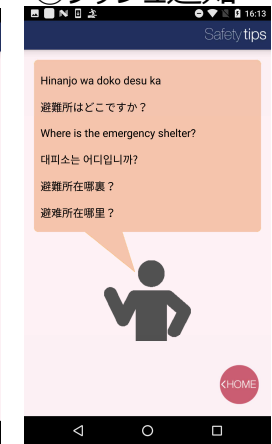 16:13
Safety tips
Hinanjo wa doko desu ka
避難所はどこですか？
Where is the emergency shelter?
대피소는 어디입니까?
避難所在哪裏？
避难所在哪里？
<HOME